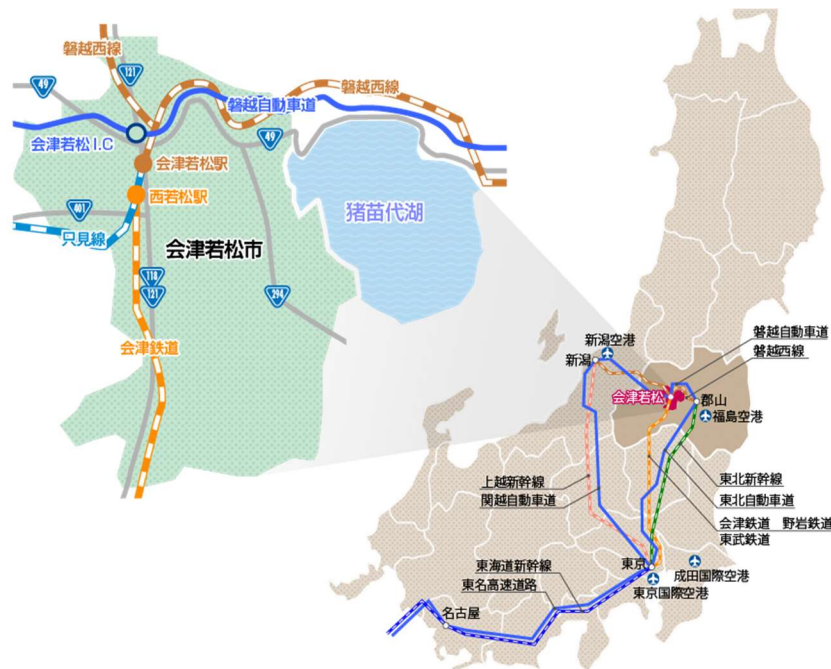 磐越西線
121
49
磐越自動車道
磐越西線
会津若松I.C
49
会津若松駅
西若松駅
猪苗代湖
401
只見線
会津若松市
118
121
294
会津鉄道
新潟空港
新潟
磐越自動車道
磐越西線
会津若松
郡山
福島空港
上越新幹線
関越自動車道
東北新幹線
東北自動車道
会津鉄道 野岩鉄道
東武鉄道
東京
東海道新幹線
成田国際空港
東名高速道路
東京国際空港
名古屋